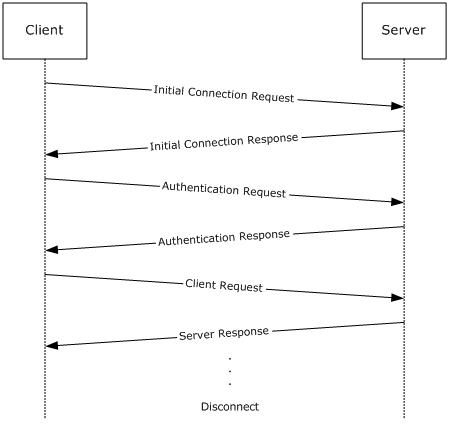 Client
Server
Initial Connection Request
Initial Connection Response
Authentication Request
Authentication Response
Client Request
Server Response
.
.
.
Disconnect